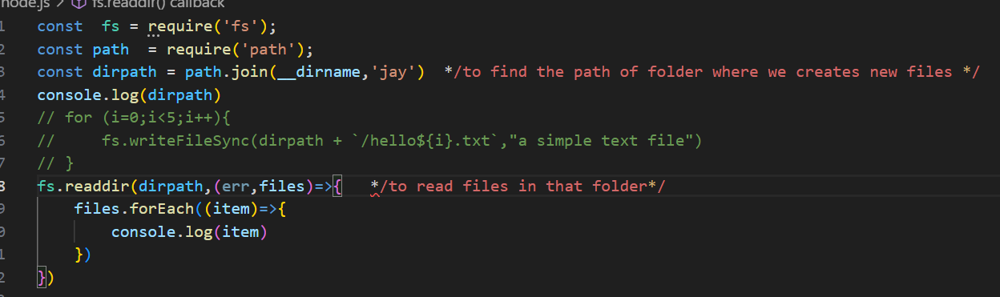 node.js > fs.readdir() callback
1 const  fs = require('fs');
2 const path  = require('path');
3 const dirpath = path.join(__dirname,'jay')  */to find the path of folder where we creates new files */
4 console.log(dirpath)
5 // for (i=0;i<5;i++){
6 //     fs.writeFileSync(dirpath + `/hello${i}.txt`,"a simple text file")
7 // }
8 fs.readdir(dirpath,(err,files)=>{   */to read files in that folder*/
9     files.forEach((item)=>{
0         console.log(item)
1     })
2 })